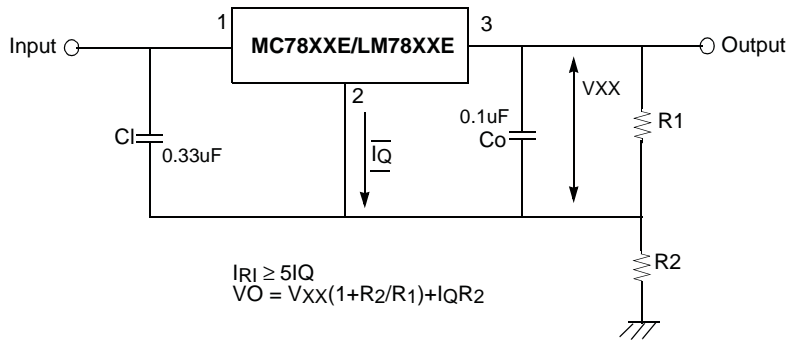 Input
1
MC78XXE/LM78XXE
3
Output
2
CI
0.33uF
IQ
0.1uF
Co
VXX
R1
R2
IRI ≥ 5IQ
VO = VXX(1+R2/R1)+IQR2